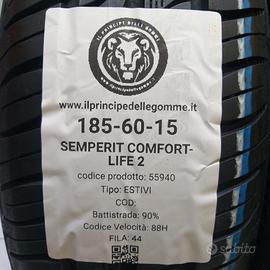 IL PRINCIPE DELLE GOMME
www.ilprincipedellegomme.it
185-60-15
SEMPERIT COMFORT-
LIFE 2
codice prodotto: 55940
Tipo: ESTIVI
COD:
Battistrada: 90%
Codice Velocità: 88H
FILA: 44
subito